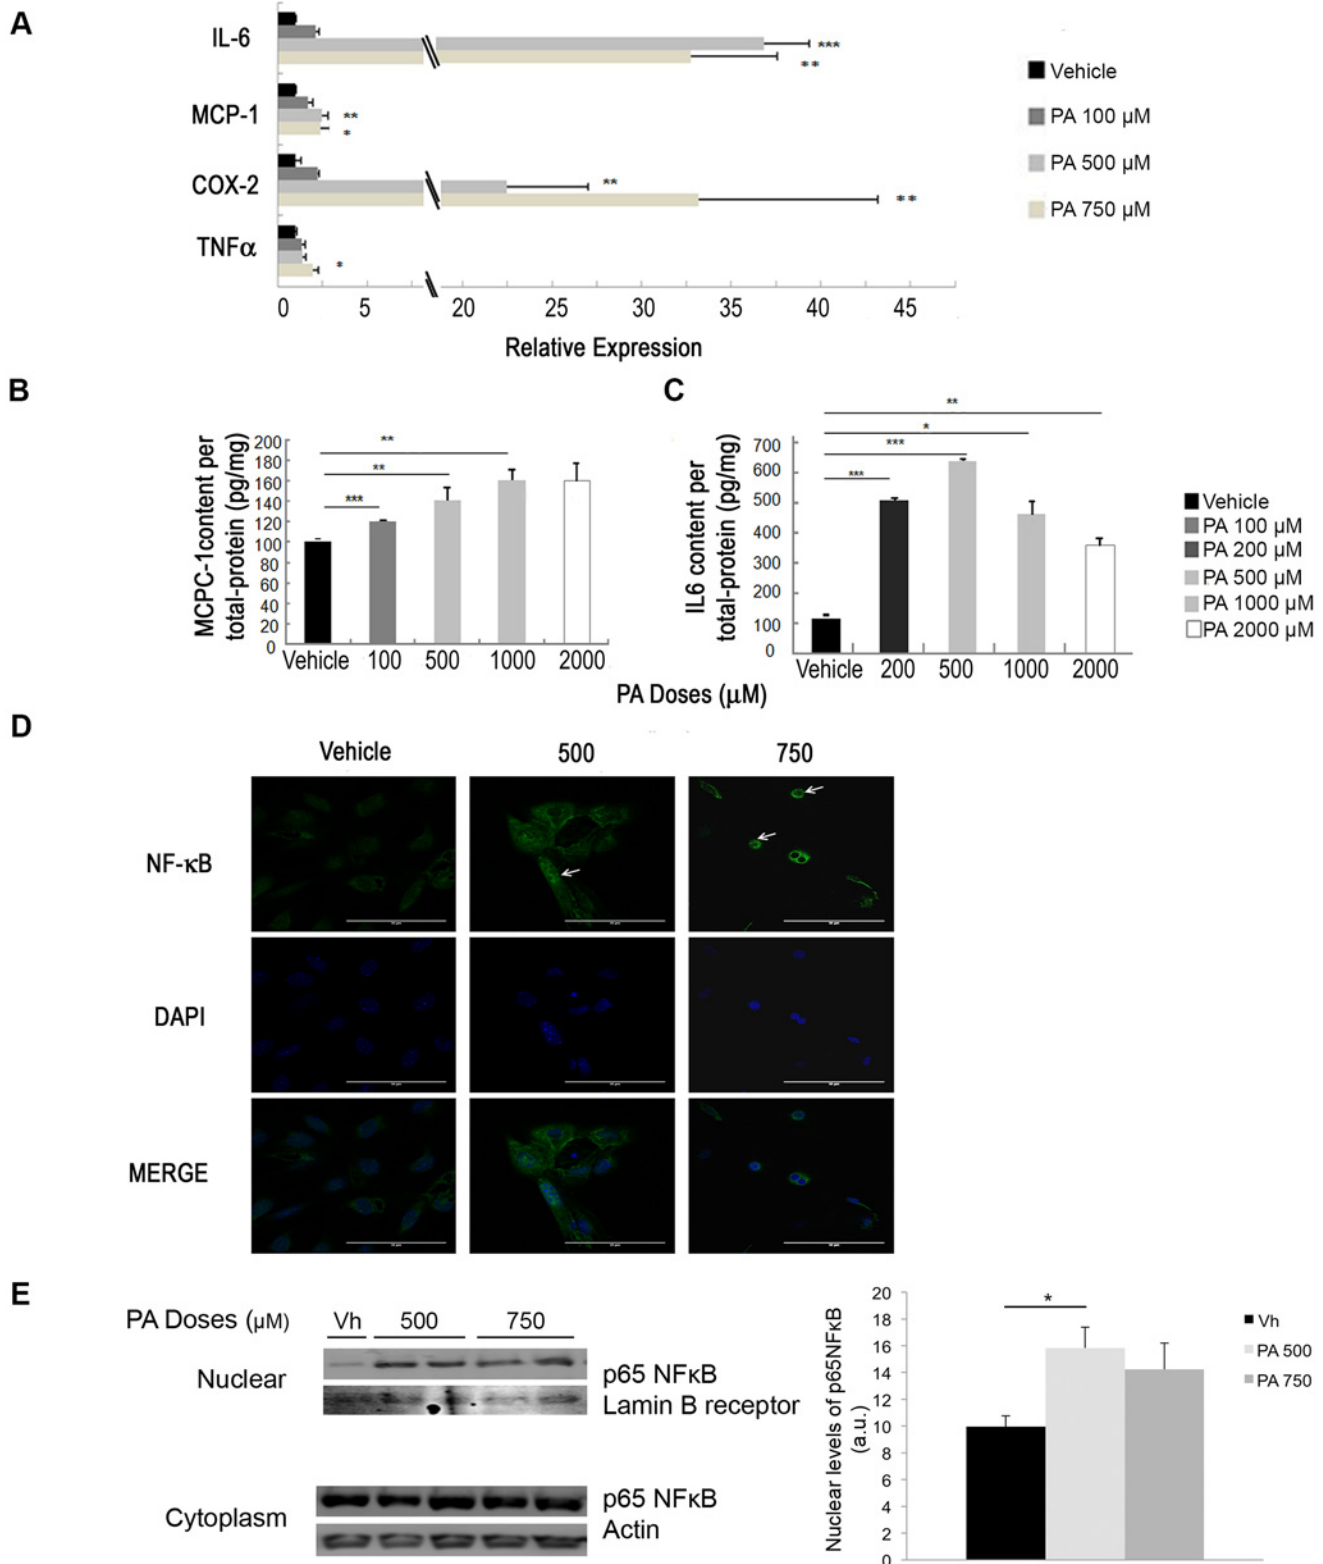 A
IL-6
***
**
MCP-1
**
*
COX-2
**
**
TNFα
*
0 5 20 25 30 35 40 45
Relative Expression
Vehicle
PA 100 µM
PA 500 µM
PA 750 µM
B
MCPC-1content per
total-protein (pg/mg)
200
180
160
140
120
100
80
60
40
20
0
**
**
***
Vehicle 100 500 1000 2000
C
IL6 content per
total-protein (pg/mg)
700
600
500
400
300
200
100
0
**
*
***
***
Vehicle 200 500 1000 2000
PA Doses (µM)
Vehicle
PA 100 µM
PA 200 µM
PA 500 µM
PA 1000 µM
PA 2000 µM
D
Vehicle 500 750
NF-κB
DAPI
MERGE
E
PA Doses (µM) Vh 500 750
Nuclear
p65 NFκB
Lamin B receptor
Cytoplasm
p65 NFκB
Actin
Nuclear levels of p65NFκB
(a.u.)
20
18
16
14
12
10
8
6
4
2
0
*
Vh
PA 500
PA 750